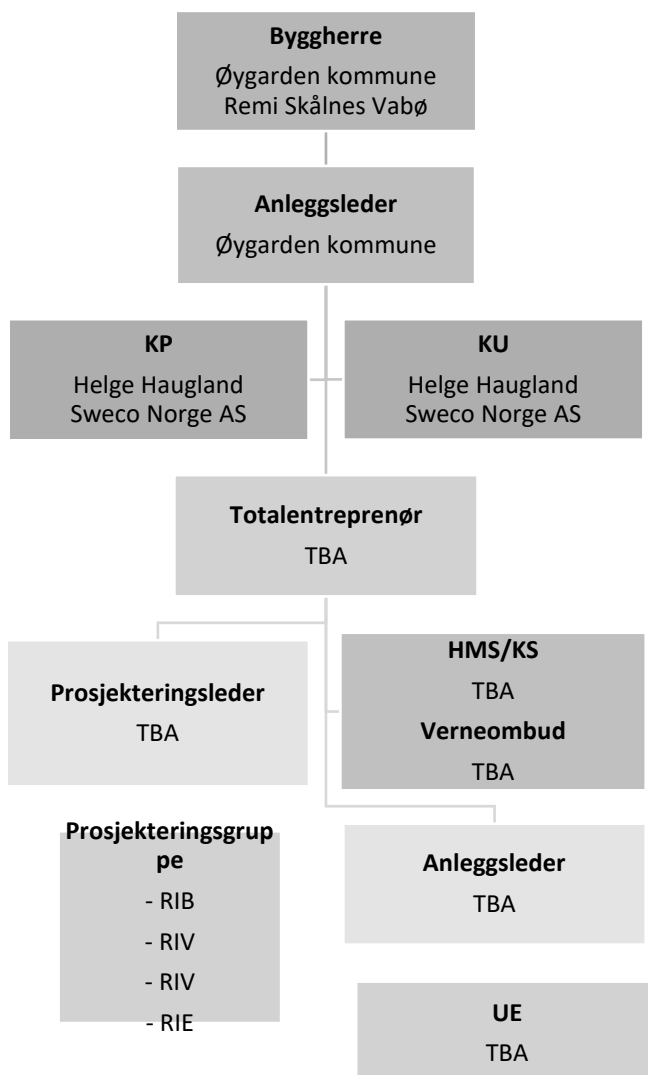 Byggherre
Øygarden kommune
Remi Skålnes Vabø
Anleggsleder
Øygarden kommune
KP
Helge Haugland
Sweco Norge AS
KU
Helge Haugland
Sweco Norge AS
Totalentreprenør
TBA
Prosjekteringsleder
TBA
HMS/KS
TBA
Verneombud
TBA
Prosjekteringsgrup
pe
- RIB
- RIV
- RIV
- RIE
Anleggsleder
TBA
UE
TBA